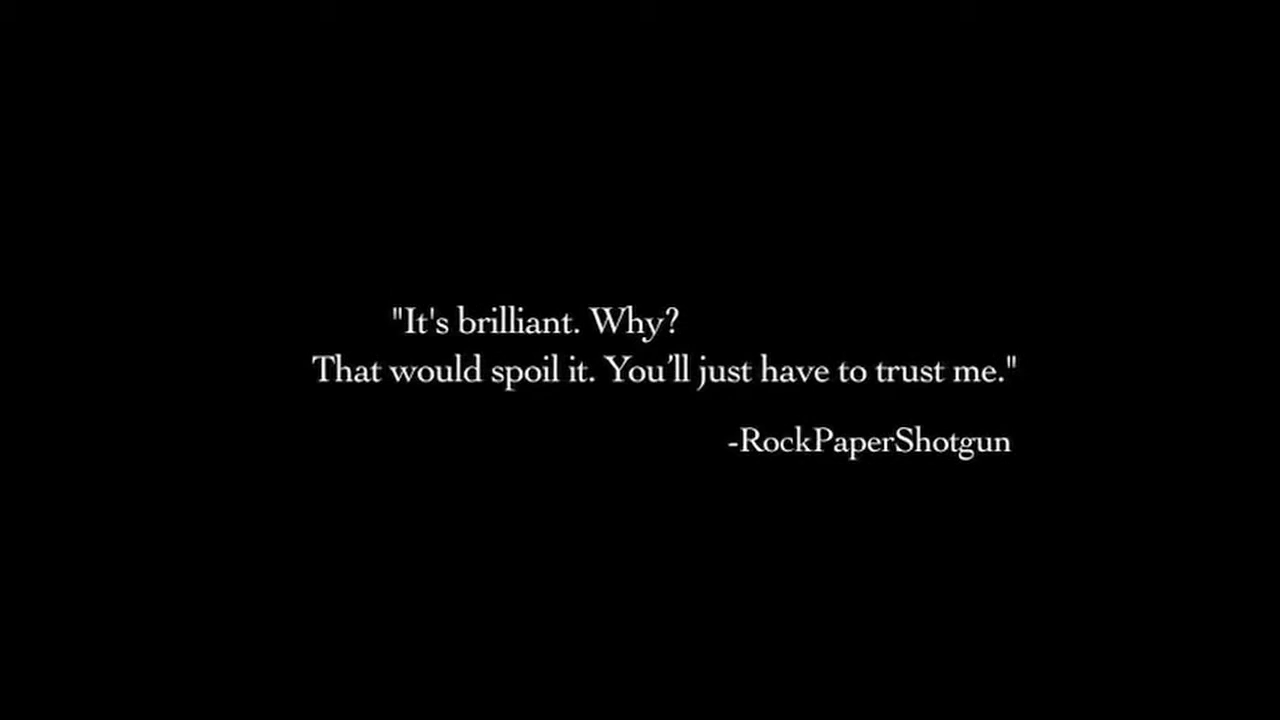 "It's brilliant. Why?
That would spoil it. You’ll just have to trust me."
-RockPaperShotgun